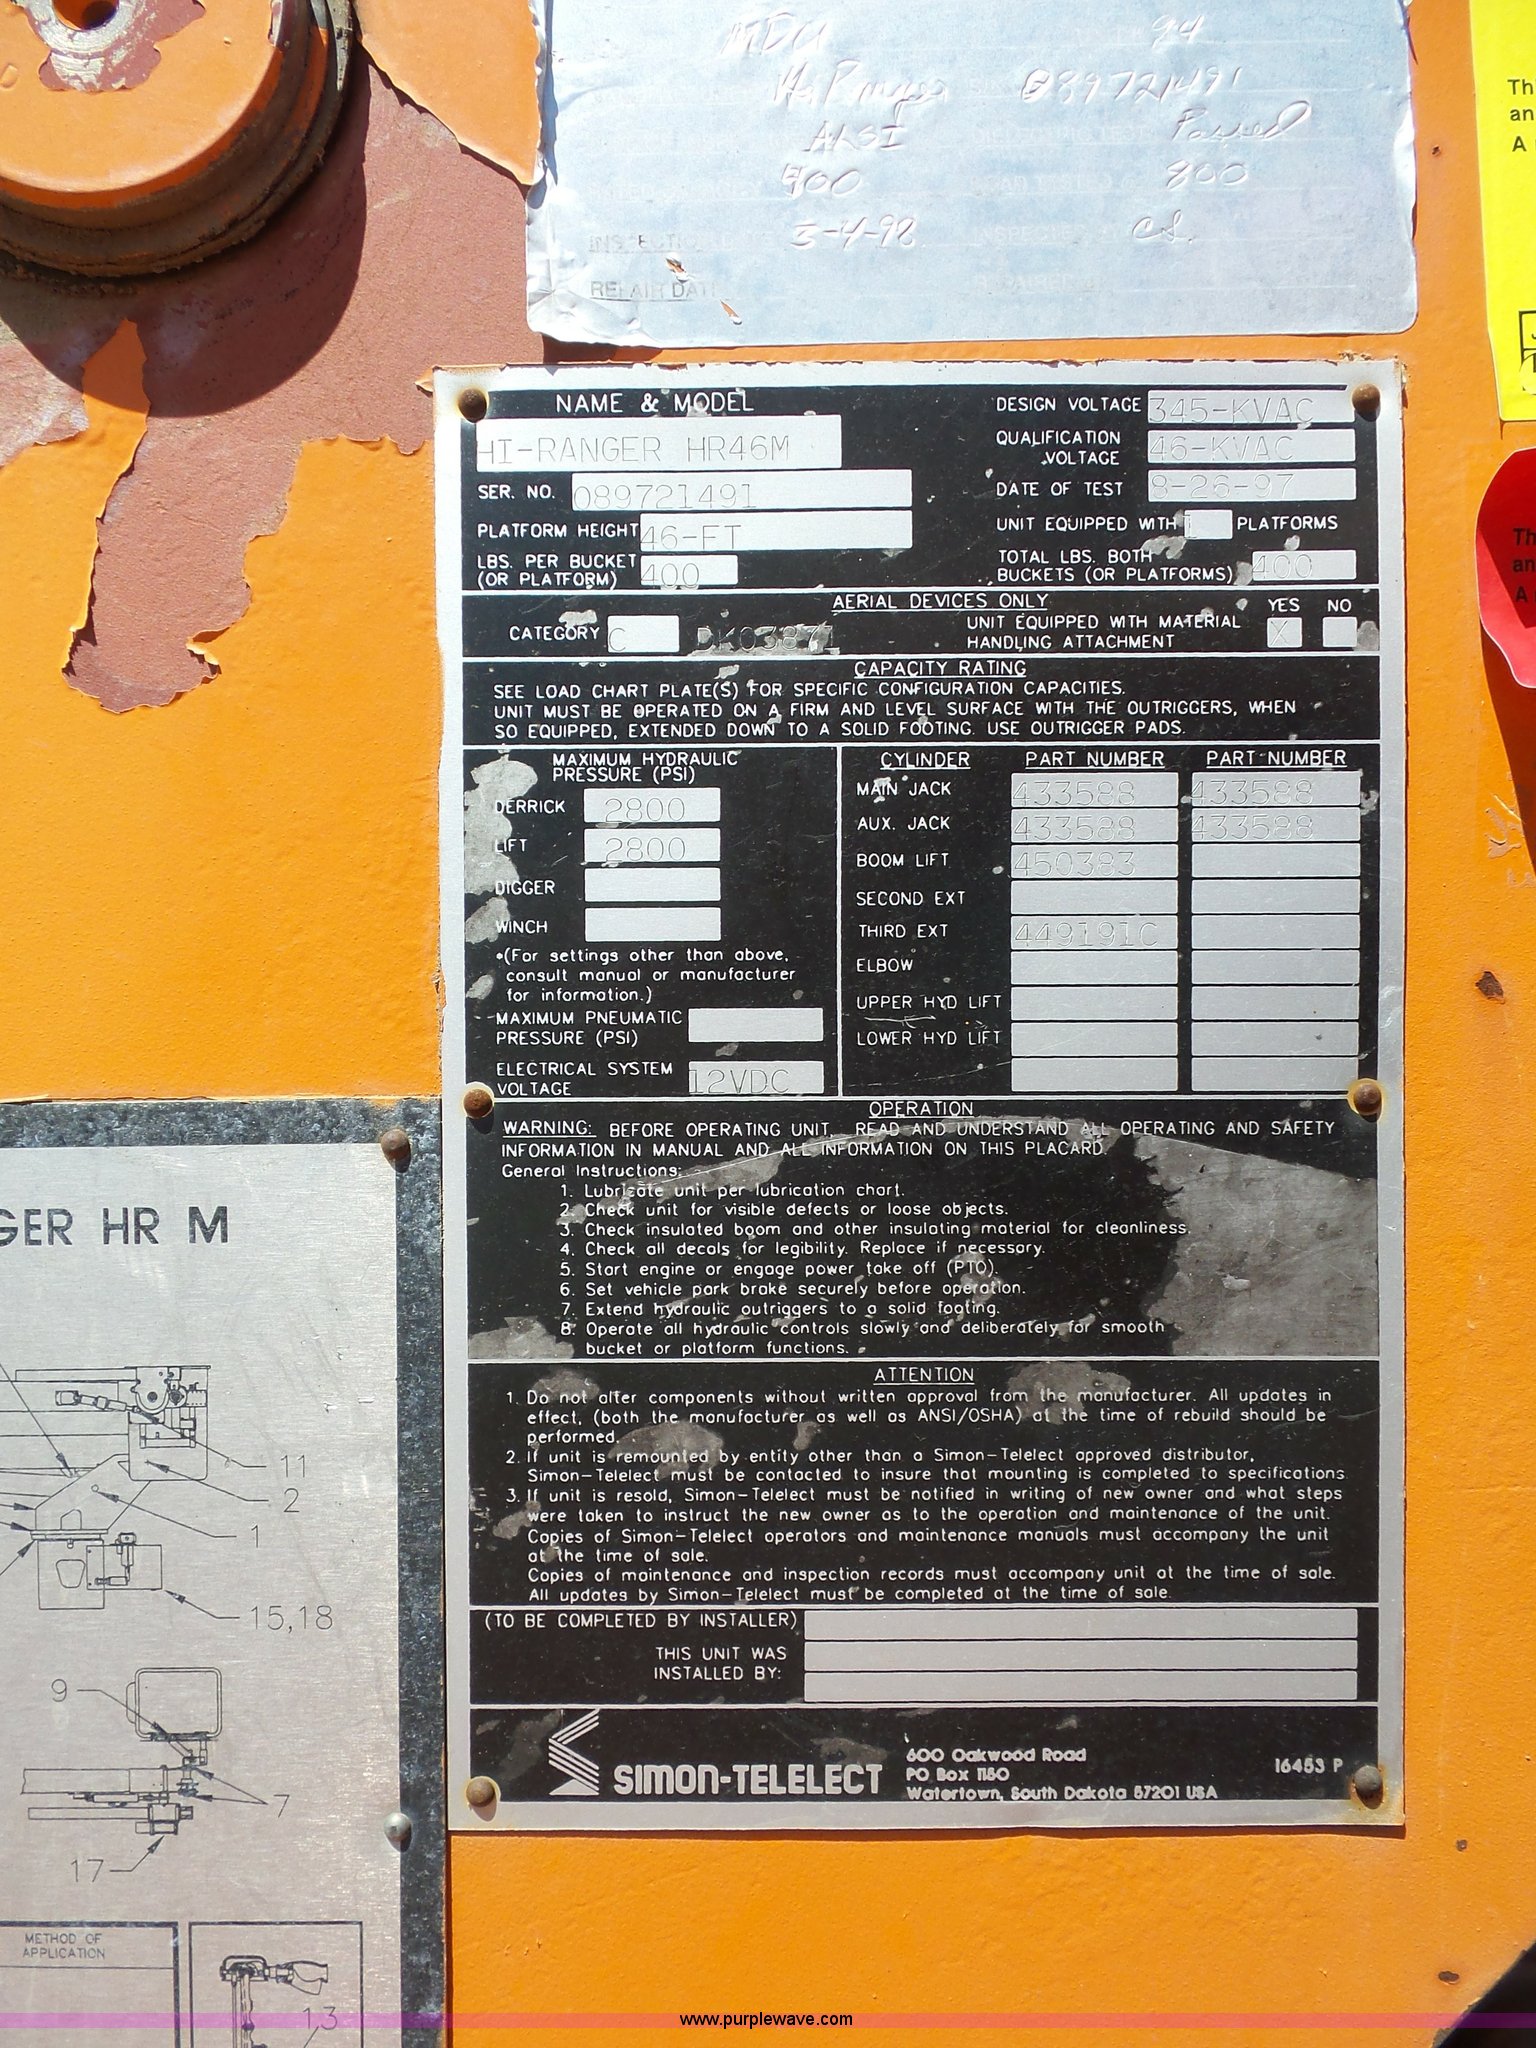 MDU 94
Hi Ranger 089721491
Passed
400 800
3-4-98
INSPECTION
REPAIR DATE
Th
an
A
Th
an
A
NAME & MODEL
HI-RANGER HR46M
SER. NO. 089721491
PLATFORM HEIGHT 46-FT
LBS. PER BUCKET
(OR PLATFORM) 400
DESIGN VOLTAGE 345-KVAC
QUALIFICATION
VOLTAGE 46-KVAC
DATE OF TEST 8-26-97
UNIT EQUIPPED WITH 1 PLATFORMS
TOTAL LBS. BOTH
BUCKETS (OR PLATFORMS) 400
AERIAL DEVICES ONLY
CATEGORY C DK03871
UNIT EQUIPPED WITH MATERIAL
HANDLING ATTACHMENT
YES NO
X
CAPACITY RATING
SEE LOAD CHART PLATE(S) FOR SPECIFIC CONFIGURATION CAPACITIES.
UNIT MUST BE OPERATED ON A FIRM AND LEVEL SURFACE WITH THE OUTRIGGERS, WHEN
SO EQUIPPED, EXTENDED DOWN TO A SOLID FOOTING. USE OUTRIGGER PADS.
MAXIMUM HYDRAULIC
PRESSURE (PSI)
DERRICK 2800
LIFT 2800
DIGGER
WINCH
*(For settings other than above,
consult manual or manufacturer
for information.)
MAXIMUM PNEUMATIC
PRESSURE (PSI)
ELECTRICAL SYSTEM
VOLTAGE 12VDC
CYLINDER PART NUMBER PART NUMBER
MAIN JACK 433588 433588
AUX. JACK 433588 433588
BOOM LIFT 450383
SECOND EXT
THIRD EXT 449191C
ELBOW
UPPER HYD LIFT
LOWER HYD LIFT
OPERATION
WARNING: BEFORE OPERATING UNIT, READ AND UNDERSTAND ALL OPERATING AND SAFETY
INFORMATION IN MANUAL AND ALL INFORMATION ON THIS PLACARD.
General Instructions:
1. Lubricate unit per lubrication chart.
2. Check unit for visible defects or loose objects.
3. Check insulated boom and other insulating material for cleanliness.
4. Check all decals for legibility. Replace if necessary.
5. Start engine or engage power take off (PTO).
6. Set vehicle park brake securely before operation.
7. Extend hydraulic outriggers to a solid footing.
8. Operate all hydraulic controls slowly and deliberately for smooth
bucket or platform functions.
ATTENTION
1. Do not alter components without written approval from the manufacturer. All updates in
effect, (both the manufacturer as well as ANSI/OSHA) at the time of rebuild should be
performed.
2. If unit is remounted by entity other than a Simon-Telelect approved distributor,
Simon-Telelect must be contacted to insure that mounting is completed to specifications.
3. If unit is resold, Simon-Telelect must be notified in writing of new owner and what steps
were taken to instruct the new owner as to the operation and maintenance of the unit.
Copies of Simon-Telelect operators and maintenance manuals must accompany the unit
at the time of sale.
Copies of maintenance and inspection records must accompany unit at the time of sale.
All updates by Simon-Telelect must be completed at the time of sale.
(TO BE COMPLETED BY INSTALLER)
THIS UNIT WAS
INSTALLED BY:
SIMON-TELELECT
600 Oakwood Road
PO Box 1150
Watertown, South Dakota 57201 USA
16453 P
GER HR M
11
2
1
15,18
9
7
17
METHOD OF
APPLICATION
1,3
www.purplewave.com